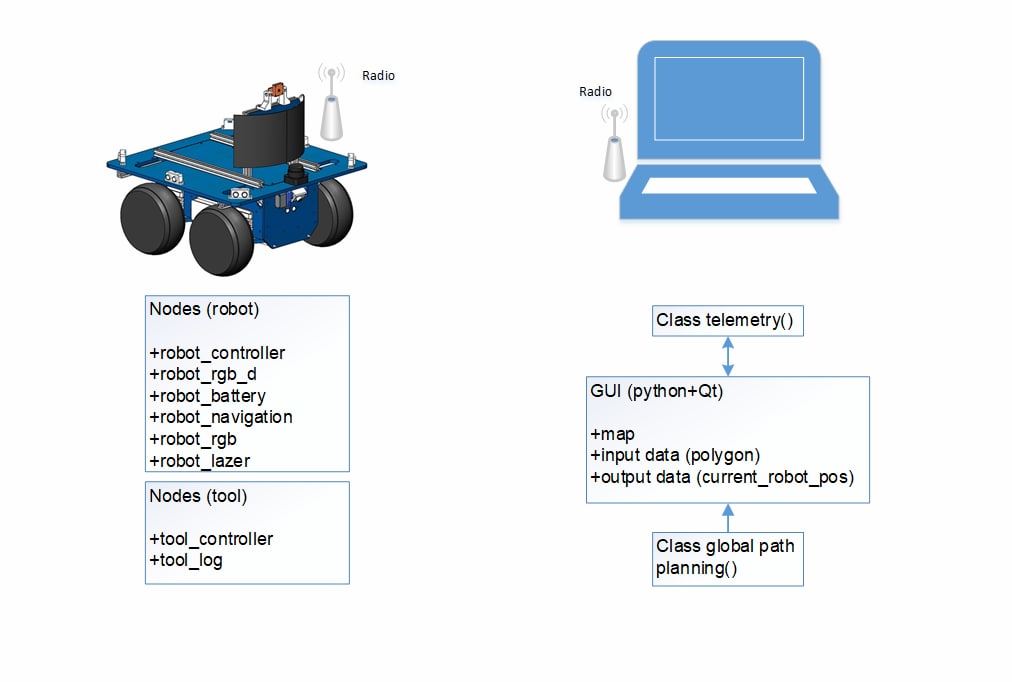 Radio
Radio
Nodes (robot)
+robot_controller
+robot_rgb_d
+robot_battery
+robot_navigation
+robot_rgb
+robot_lazer
Nodes (tool)
+tool_controller
+tool_log
Class telemetry()
GUI (python+Qt)
+map
+input data (polygon)
+output data (current_robot_pos)
Class global path
planning()